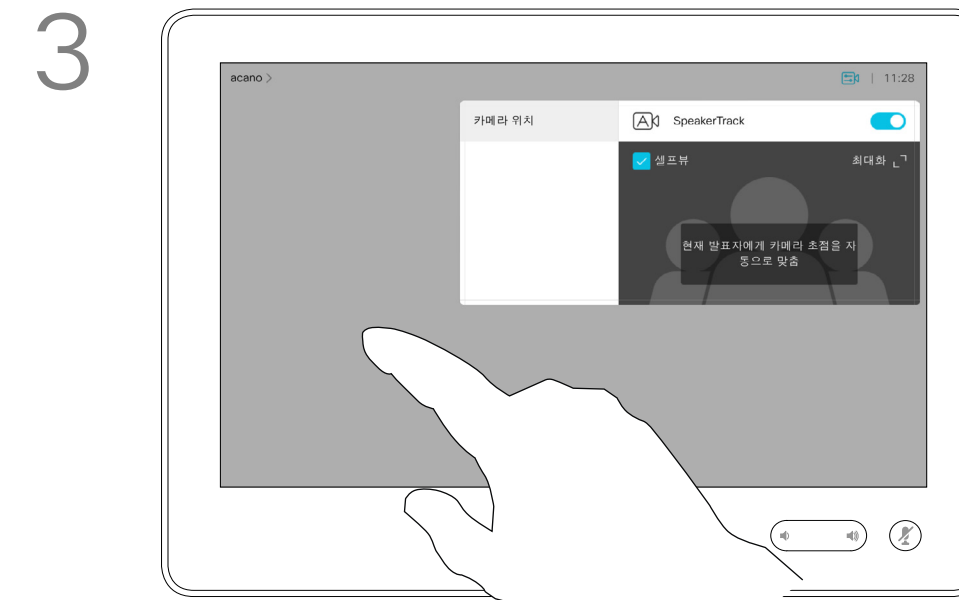 3
acano >
11:28
카메라 위치
SpeakerTrack
셀프뷰
최대화
현재 발표자에게 카메라 초점을 자
동으로 맞춤